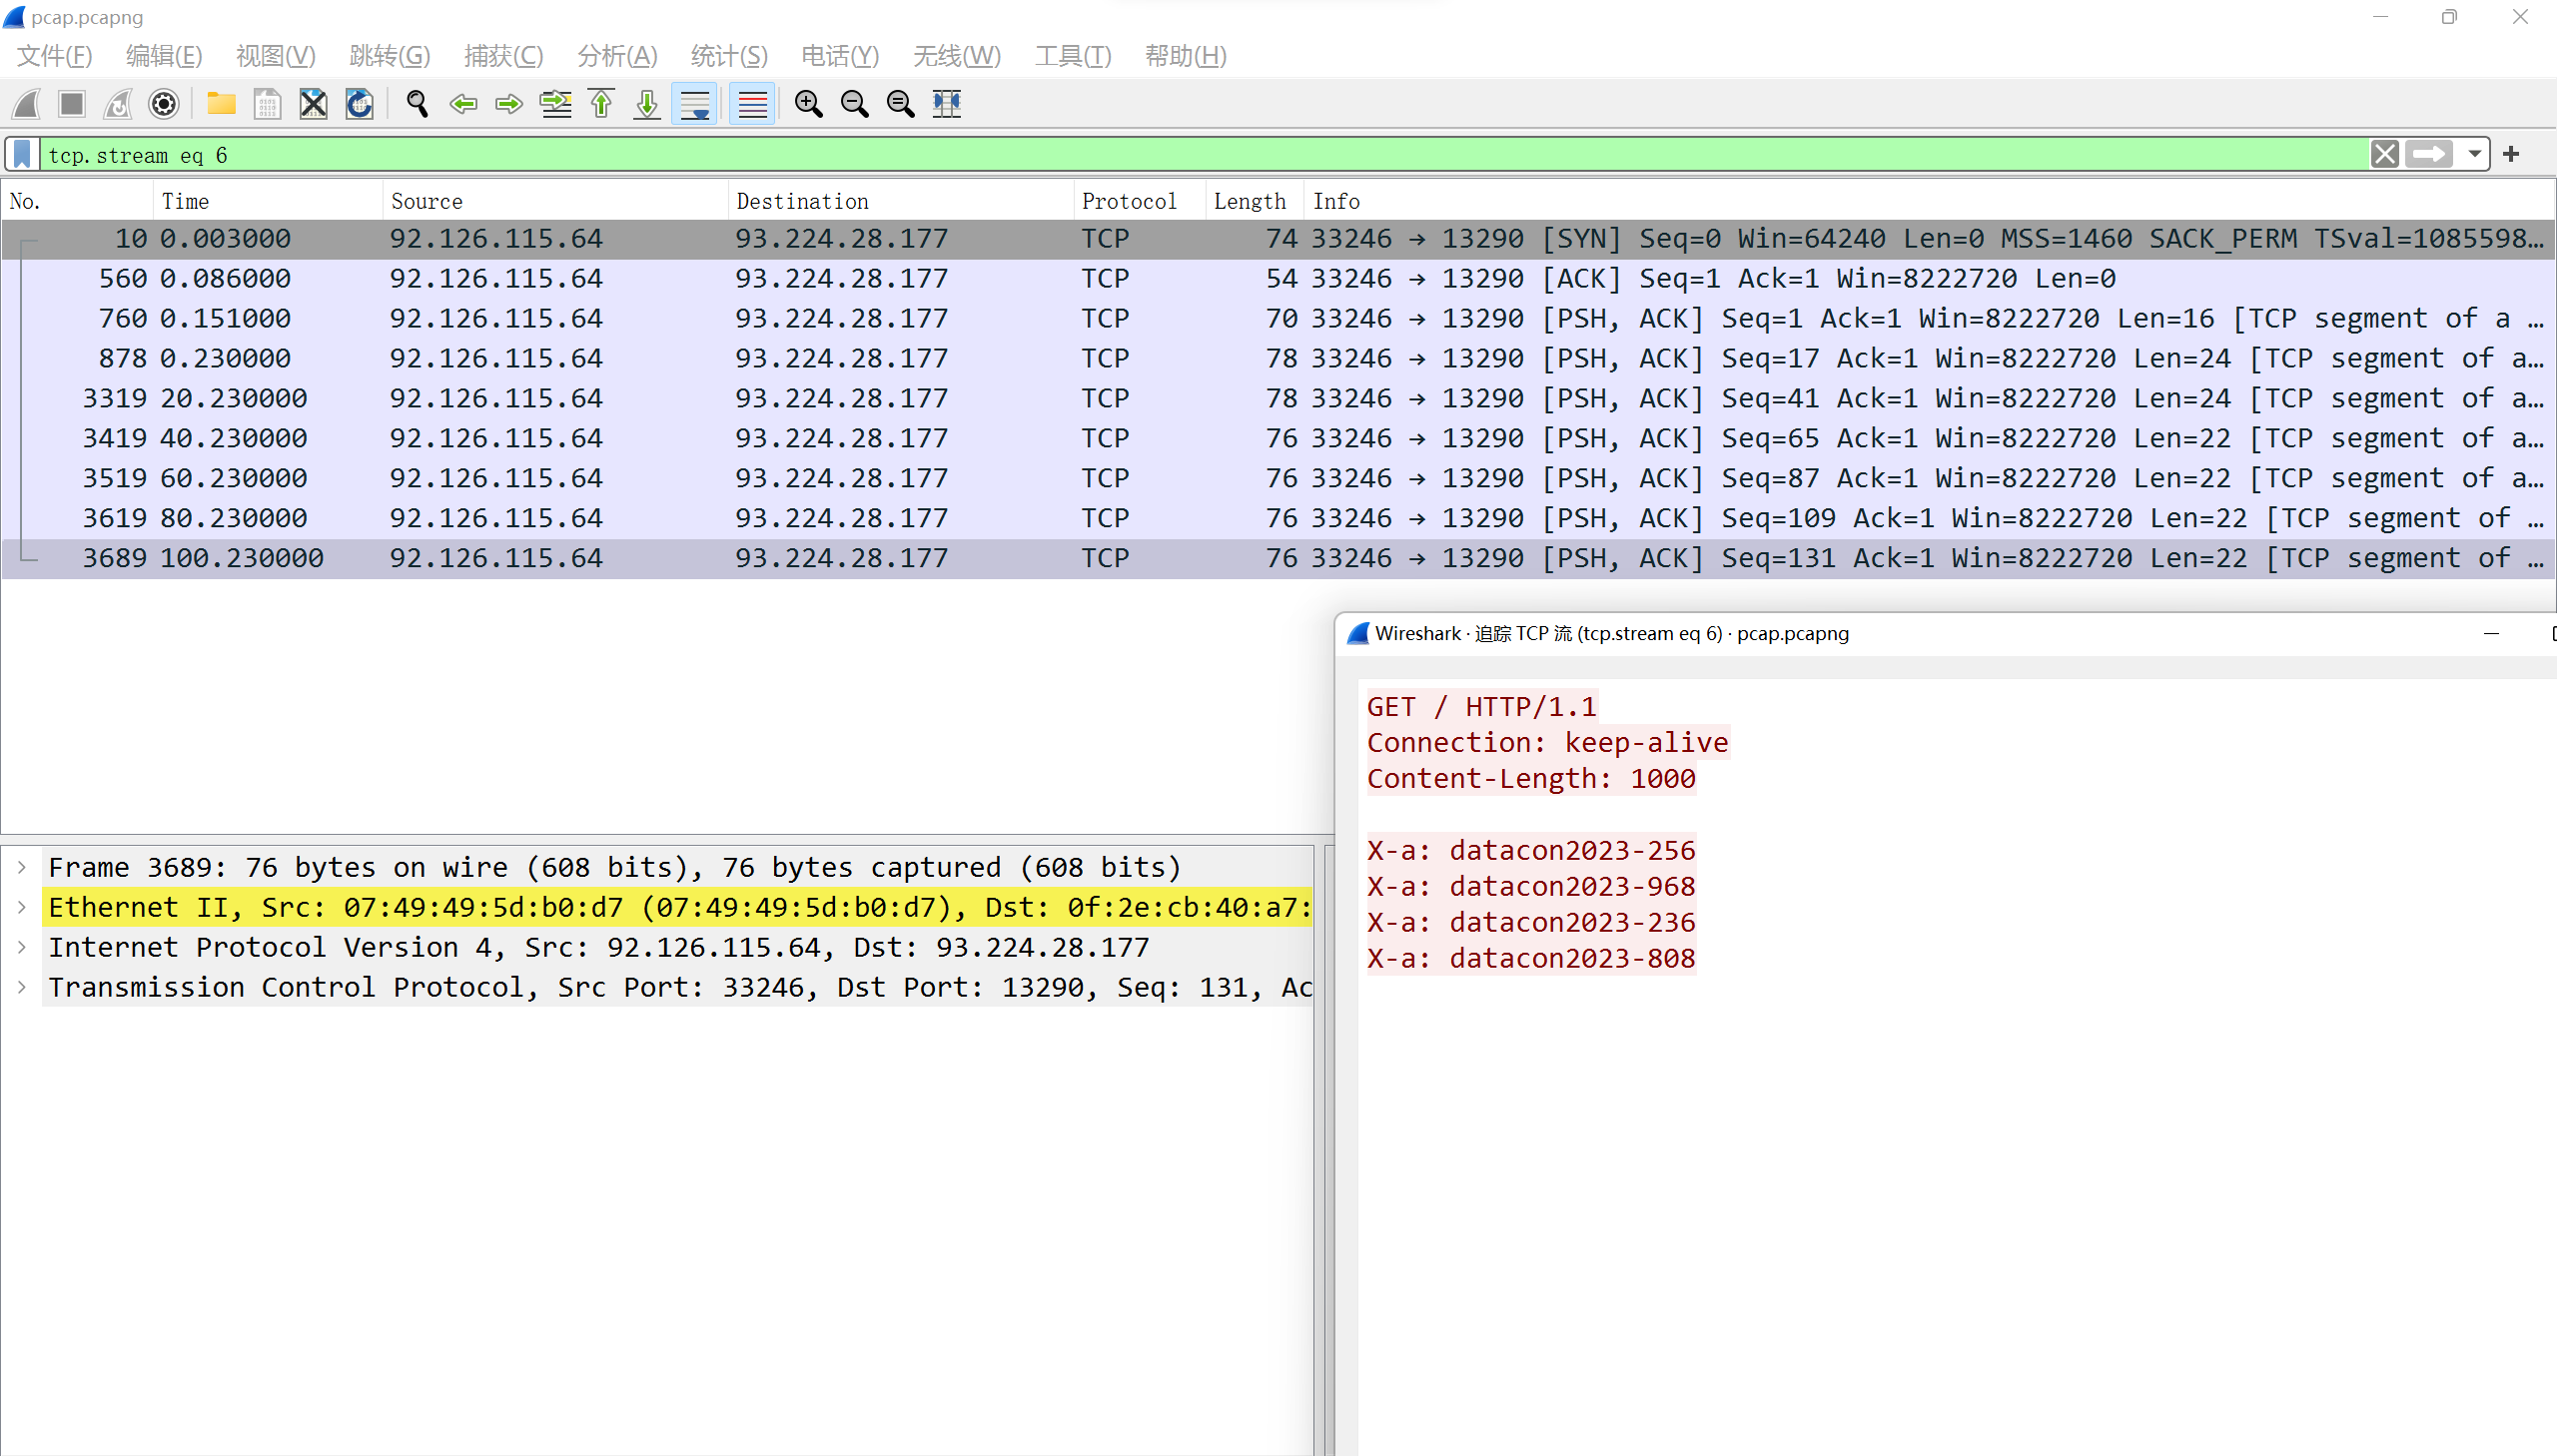 pcap.pcapng
文件(F) 编辑(E) 视图(V) 跳转(G) 捕获(C) 分析(A) 统计(S) 电话(Y) 无线(W) 工具(T) 帮助(H)
tcp.stream eq 6
No. Time Source Destination Protocol Length Info
10 0.003000 92.126.115.64 93.224.28.177 TCP 74 33246 → 13290 [SYN] Seq=0 Win=64240 Len=0 MSS=1460 SACK_PERM TSval=1085598…
560 0.086000 92.126.115.64 93.224.28.177 TCP 54 33246 → 13290 [ACK] Seq=1 Ack=1 Win=8222720 Len=0
760 0.151000 92.126.115.64 93.224.28.177 TCP 70 33246 → 13290 [PSH, ACK] Seq=1 Ack=1 Win=8222720 Len=16 [TCP segment of a …
878 0.230000 92.126.115.64 93.224.28.177 TCP 78 33246 → 13290 [PSH, ACK] Seq=17 Ack=1 Win=8222720 Len=24 [TCP segment of a…
3319 20.230000 92.126.115.64 93.224.28.177 TCP 78 33246 → 13290 [PSH, ACK] Seq=41 Ack=1 Win=8222720 Len=24 [TCP segment of a…
3419 40.230000 92.126.115.64 93.224.28.177 TCP 76 33246 → 13290 [PSH, ACK] Seq=65 Ack=1 Win=8222720 Len=22 [TCP segment of a…
3519 60.230000 92.126.115.64 93.224.28.177 TCP 76 33246 → 13290 [PSH, ACK] Seq=87 Ack=1 Win=8222720 Len=22 [TCP segment of a…
3619 80.230000 92.126.115.64 93.224.28.177 TCP 76 33246 → 13290 [PSH, ACK] Seq=109 Ack=1 Win=8222720 Len=22 [TCP segment of …
3689 100.230000 92.126.115.64 93.224.28.177 TCP 76 33246 → 13290 [PSH, ACK] Seq=131 Ack=1 Win=8222720 Len=22 [TCP segment of …
Frame 3689: 76 bytes on wire (608 bits), 76 bytes captured (608 bits)
Ethernet II, Src: 07:49:49:5d:b0:d7 (07:49:49:5d:b0:d7), Dst: 0f:2e:cb:40:a7:
Internet Protocol Version 4, Src: 92.126.115.64, Dst: 93.224.28.177
Transmission Control Protocol, Src Port: 33246, Dst Port: 13290, Seq: 131, Ac
Wireshark · 追踪 TCP 流 (tcp.stream eq 6) · pcap.pcapng
GET / HTTP/1.1
Connection: keep-alive
Content-Length: 1000
X-a: datacon2023-256
X-a: datacon2023-968
X-a: datacon2023-236
X-a: datacon2023-808